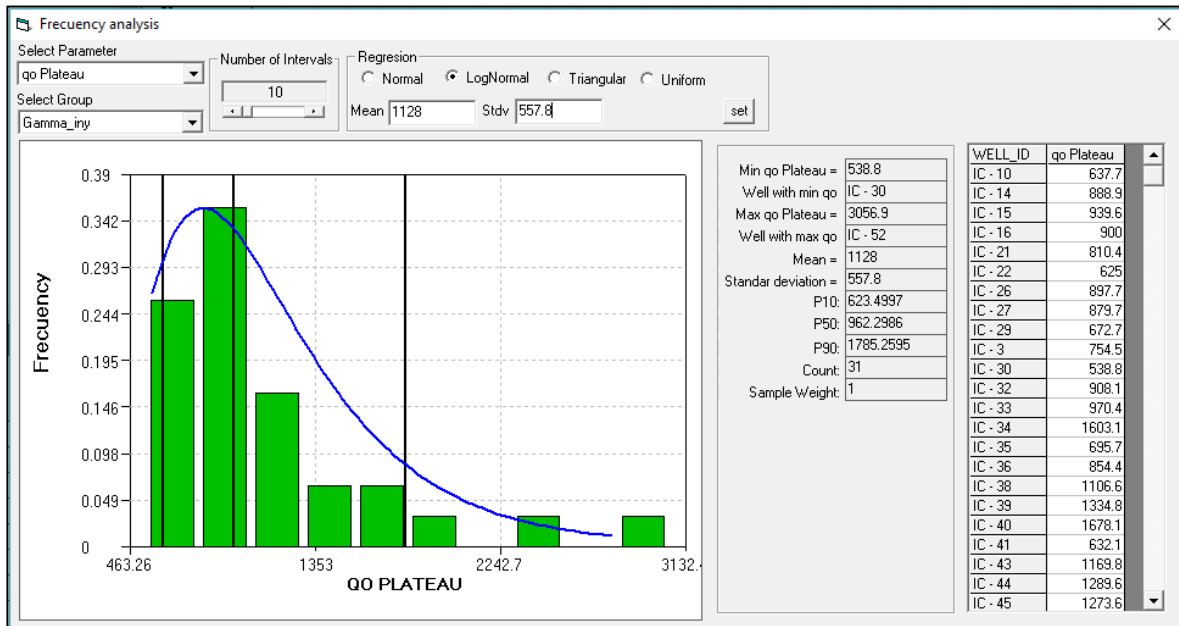 Frecuency analysis
Select Parameter
qo Plateau
Select Group
Gamma_iny
Number of Intervals
10
Regresion
Normal LogNormal Triangular Uniform
Mean 1128 Stdv 557.8 set
0.39
0.342
0.293
0.244
0.195
0.146
0.098
0.049
0
Frecuency
463.26 1353 2242.7 3132.4
QO PLATEAU
Min qo Plateau = 538.8
Well with min qo IC - 30
Max qo Plateau = 3056.9
Well with max qo IC - 52
Mean = 1128
Standar deviation = 557.8
P10: 623.4997
P50: 962.2986
P90: 1785.2595
Count: 31
Sample Weight: 1
WELL_ID qo Plateau
IC - 10 637.7
IC - 14 888.9
IC - 15 939.6
IC - 16 900
IC - 21 810.4
IC - 22 625
IC - 26 897.7
IC - 27 879.7
IC - 29 672.7
IC - 3 754.5
IC - 30 538.8
IC - 32 908.1
IC - 33 970.4
IC - 34 1603.1
IC - 35 695.7
IC - 36 854.4
IC - 38 1106.6
IC - 39 1334.8
IC - 40 1678.1
IC - 41 632.1
IC - 43 1169.8
IC - 44 1289.6
IC - 45 1273.6